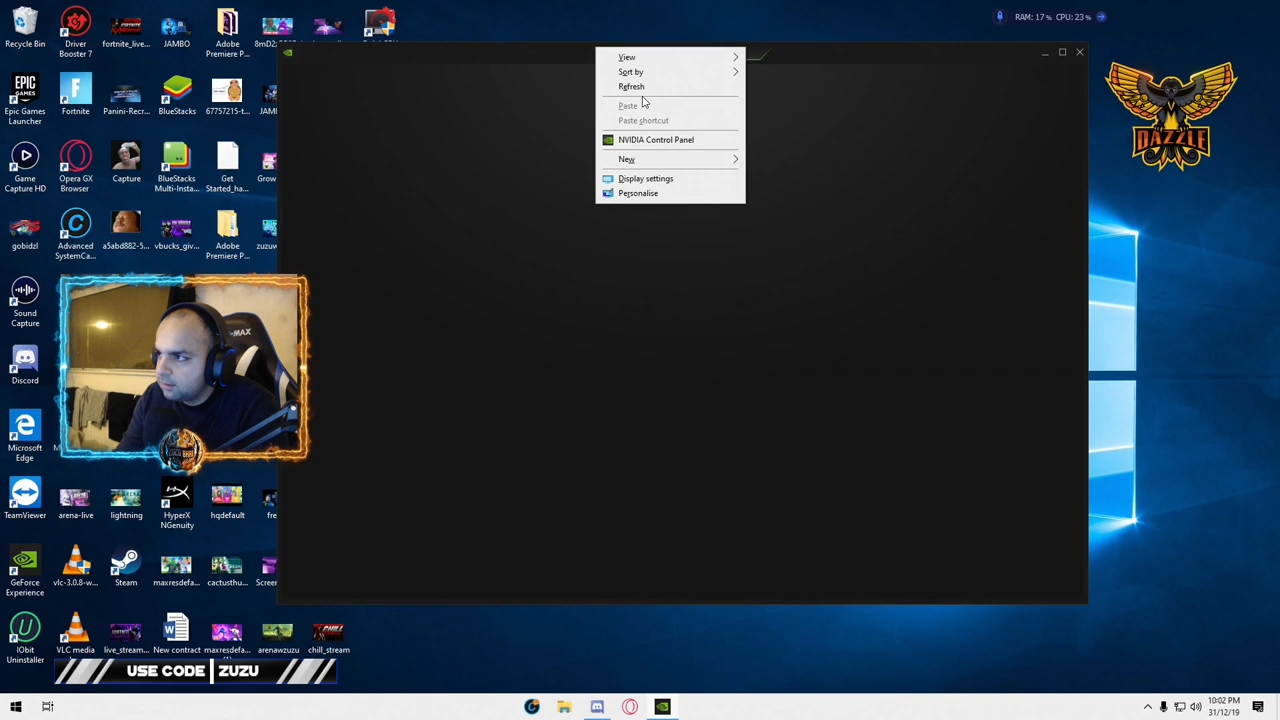 Recycle Bin
Driver
Booster 7
fortnite_live...
JAMBO
Adobe
Premiere P...
RAM: 17 % CPU: 23 %
View
Sort by
Refresh
Paste
Paste shortcut
NVIDIA Control Panel
New
Display settings
Personalise
DAZZLE
EPIC
GAMES
Epic Games
Launcher
Fortnite
Panini-Recr...
BlueStacks
67757215-t...
Game
Capture HD
Opera GX
Browser
Capture
BlueStacks
Multi-Insta...
Get
Started_ha...
Grow
gobidzl
Advanced
SystemCa...
a5abd882-5...
vbucks_giv...
Adobe
Premiere P...
zuzuw
Sound
Capture
-MAX
Discord
Microsoft
Edge
TeamViewer
arena-live
lightning
HyperX
NGenuity
hqdefault
GeForce
Experience
vlc-3.0.8-w...
Steam
maxresdefa...
cactusthu...
Screen
IObit
Uninstaller
VLC media
live_stream...
New contract
maxresdefa...
arenawzuzu
chill_stream
USE CODE ZUZU
10:02 PM
31/12/19